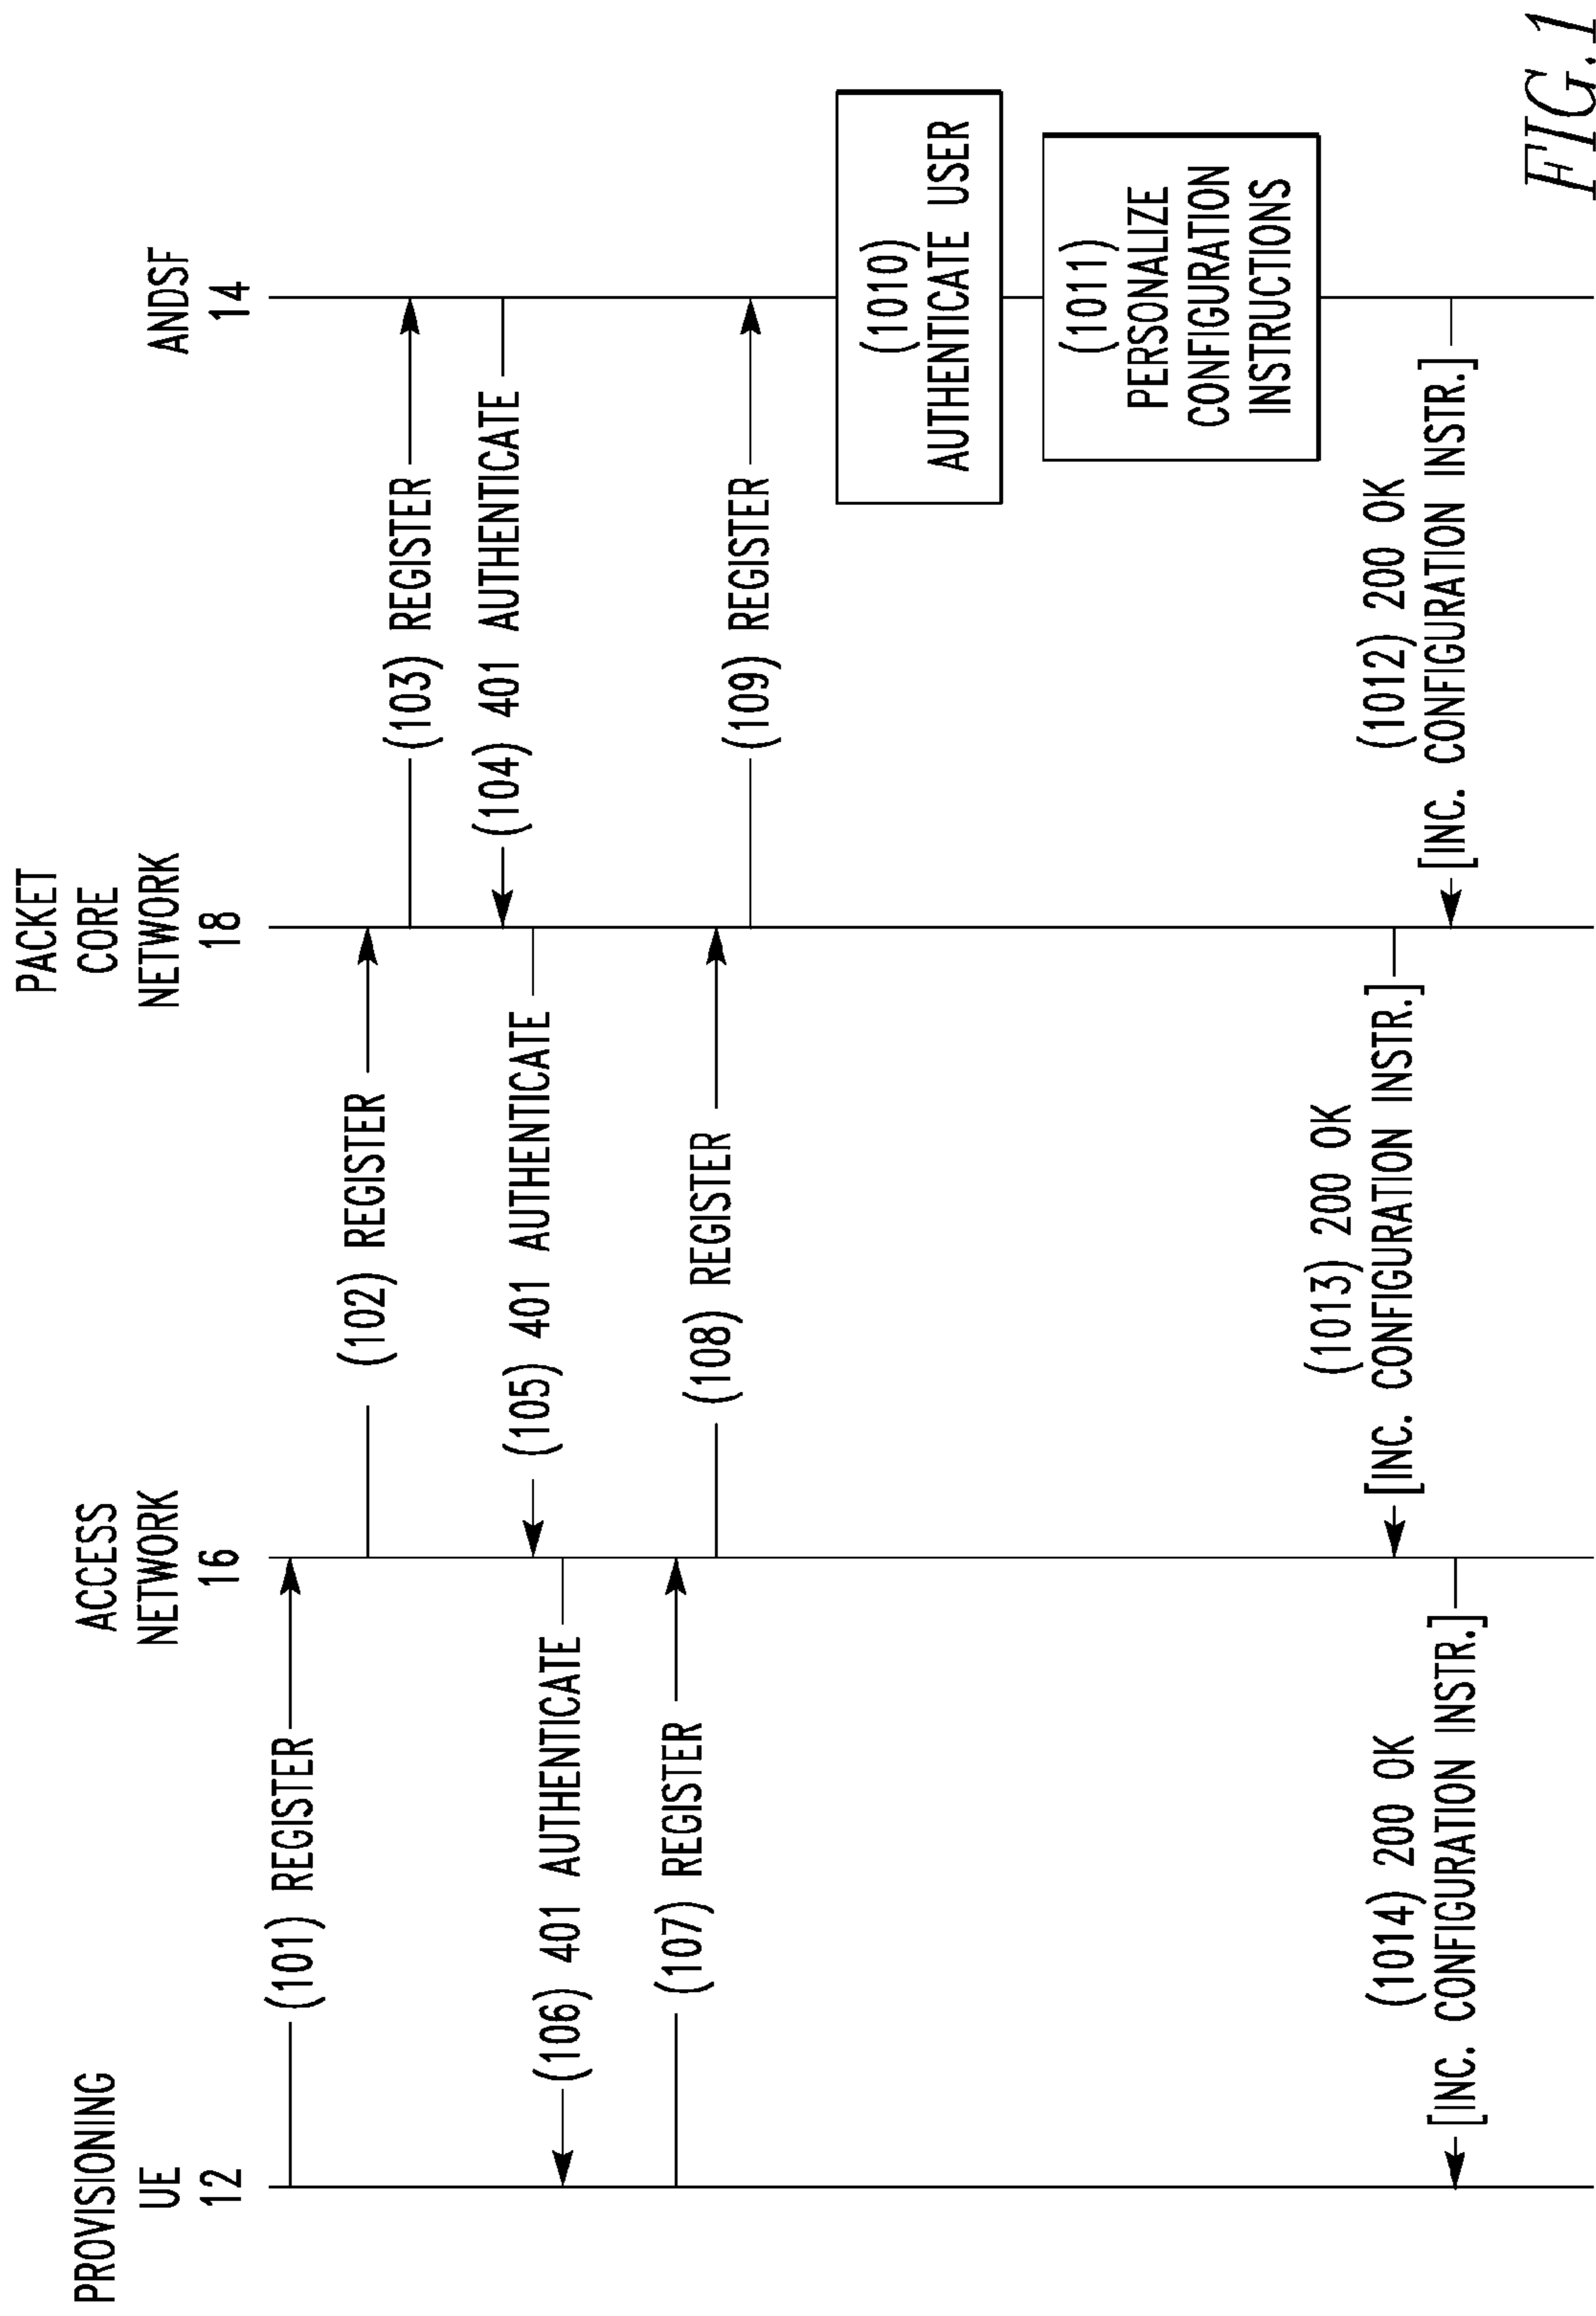 PROVISIONING
UE
12
ACCESS
NETWORK
16
PACKET
CORE
NETWORK
18
ANDSF
14
(101) REGISTER
(102) REGISTER
(103) REGISTER
(104) 401 AUTHENTICATE
(105) 401 AUTHENTICATE
(106) 401 AUTHENTICATE
(107) REGISTER
(108) REGISTER
(109) REGISTER
(1010)
AUTHENTICATE USER
(1011)
PERSONALIZE
CONFIGURATION
INSTRUCTIONS
(1012) 200 OK
[INC. CONFIGURATION INSTR.]
(1013) 200 OK
[INC. CONFIGURATION INSTR.]
(1014) 200 OK
[INC. CONFIGURATION INSTR.]
FIG.1